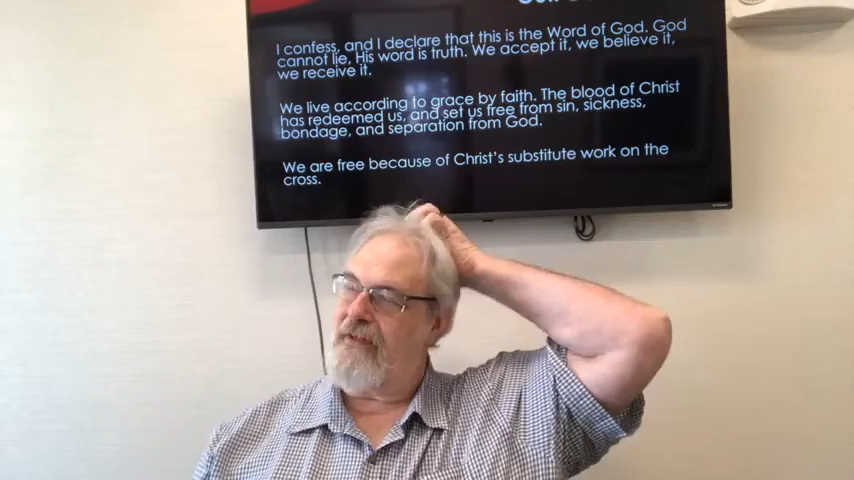 I confess, and I declare that this is the Word of God. God
cannot lie, His word is truth. We accept it, we believe it,
we receive it.
We live according to grace by faith. The blood of Christ
has redeemed us, and set us free from sin, sickness,
bondage, and separation from God.
We are free because of Christ's substitute work on the
cross.